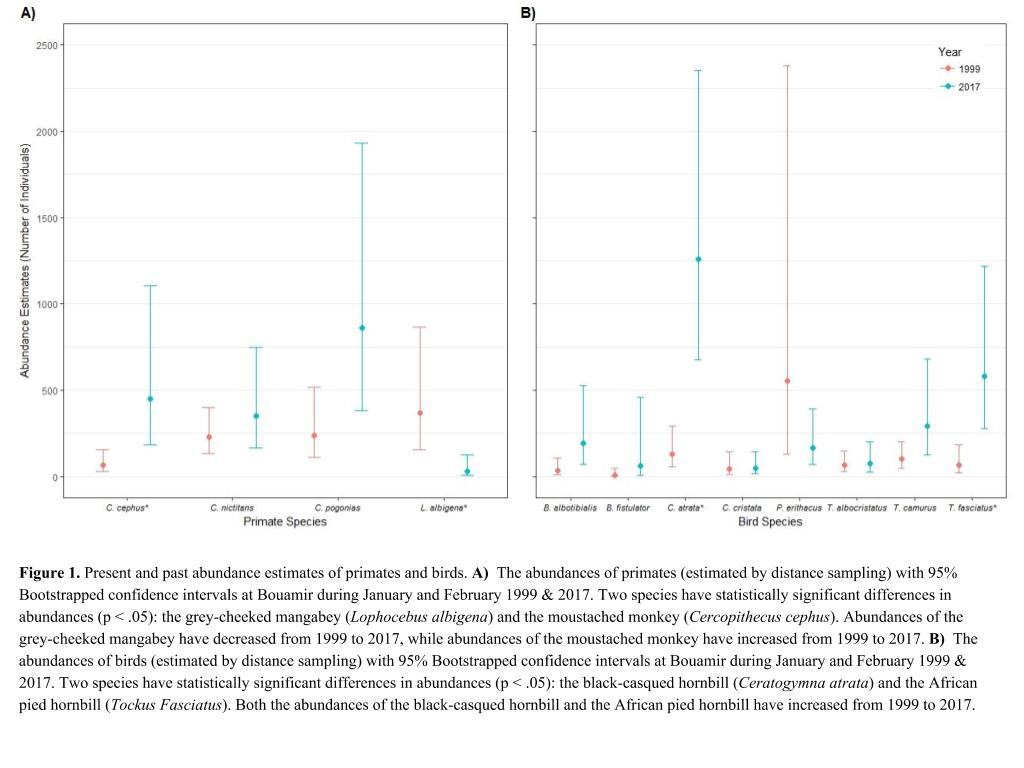 A)
B)
Abundance Estimates (Number of Individuals)
2500
2000
1500
1000
500
0
Year
1999
2017
C. cephus*
C. nictitans
C. pogonias
L. albigena*
Primate Species
B. albotibialis
B. fistulator
C. atrata*
C. cristata
P. erithacus
T. albocristatus
T. camurus
T. fasciatus*
Bird Species
Figure 1. Present and past abundance estimates of primates and birds. A) The abundances of primates (estimated by distance sampling) with 95%
Bootstrapped confidence intervals at Bouamir during January and February 1999 & 2017. Two species have statistically significant differences in
abundances (p < .05): the grey-cheeked mangabey (Lophocebus albigena) and the moustached monkey (Cercopithecus cephus). Abundances of the
grey-cheeked mangabey have decreased from 1999 to 2017, while abundances of the moustached monkey have increased from 1999 to 2017. B) The
abundances of birds (estimated by distance sampling) with 95% Bootstrapped confidence intervals at Bouamir during January and February 1999 &
2017. Two species have statistically significant differences in abundances (p < .05): the black-casqued hornbill (Ceratogymna atrata) and the African
pied hornbill (Tockus Fasciatus). Both the abundances of the black-casqued hornbill and the African pied hornbill have increased from 1999 to 2017.